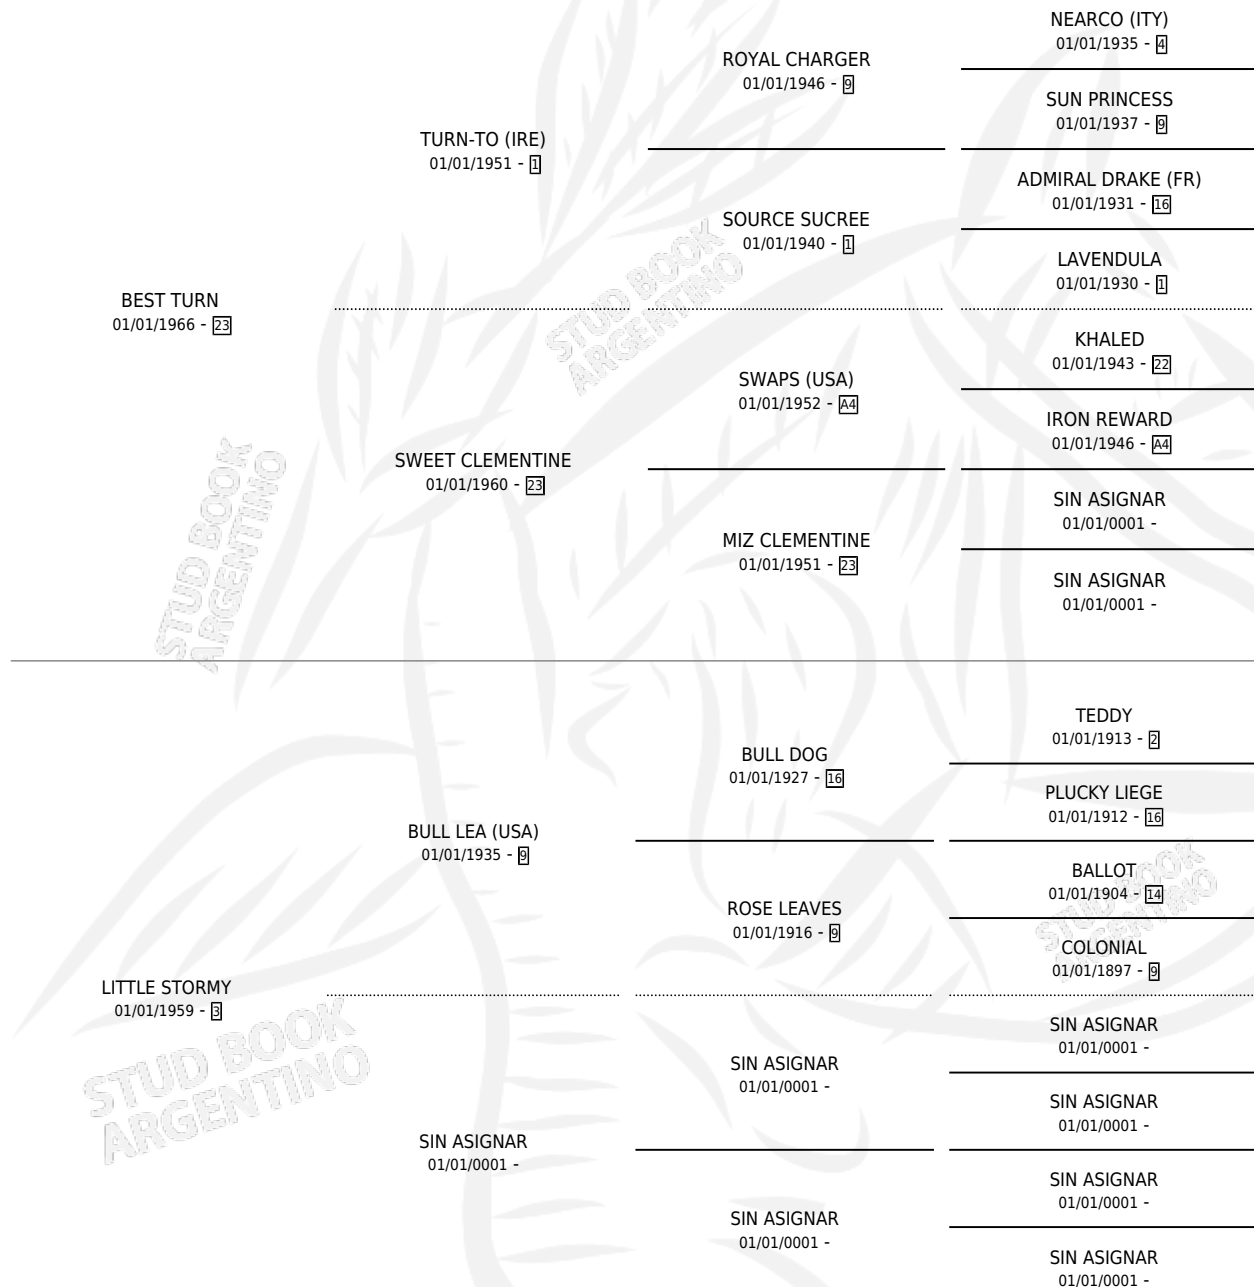 NEARCO (ITY)
01/01/1935 - 4
ROYAL CHARGER
01/01/1946 - 9
SUN PRINCESS
01/01/1937 - 9
TURN-TO (IRE)
01/01/1951 - 1
ADMIRAL DRAKE (FR)
01/01/1931 - 16
SOURCE SUCREE
01/01/1940 - 1
LAVENDULA
01/01/1930 - 1
BEST TURN
01/01/1966 - 23
KHALED
01/01/1943 - 22
SWAPS (USA)
01/01/1952 - A4
IRON REWARD
01/01/1946 - A4
SWEET CLEMENTINE
01/01/1960 - 23
SIN ASIGNAR
01/01/0001 -
MIZ CLEMENTINE
01/01/1951 - 23
SIN ASIGNAR
01/01/0001 -
TEDDY
01/01/1913 - 2
BULL DOG
01/01/1927 - 16
PLUCKY LIEGE
01/01/1912 - 16
BULL LEA (USA)
01/01/1935 - 9
BALLOT
01/01/1904 - 14
ROSE LEAVES
01/01/1916 - 9
COLONIAL
01/01/1897 - 9
LITTLE STORMY
01/01/1959 - 3
SIN ASIGNAR
01/01/0001 -
SIN ASIGNAR
01/01/0001 -
SIN ASIGNAR
01/01/0001 -
SIN ASIGNAR
01/01/0001 -
SIN ASIGNAR
01/01/0001 -
SIN ASIGNAR
01/01/0001 -
SIN ASIGNAR
01/01/0001 -
STUD BOOK
ARGENTINO
STUD BOOK
ARGENTINO
STUD BOOK
ARGENTINO
STUD BOOK
ARGENTINO